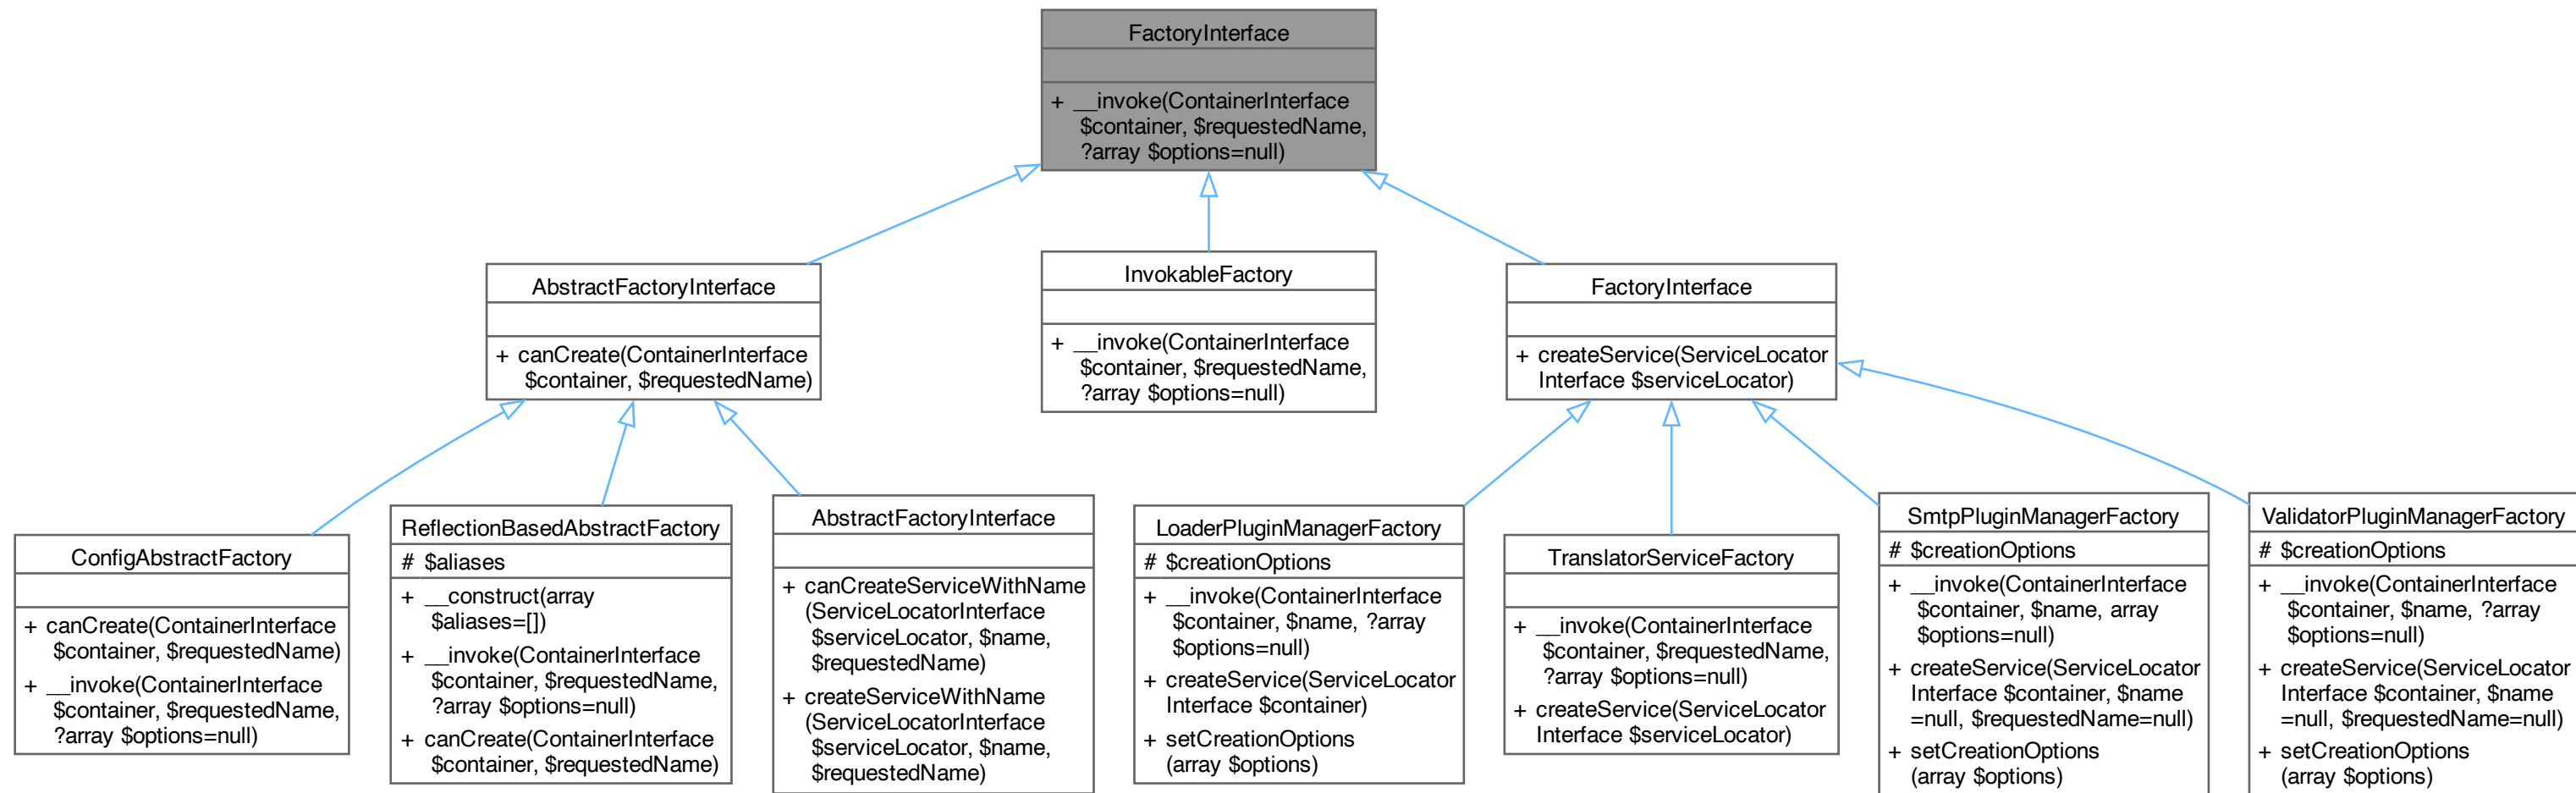 FactoryInterface
+ __invoke(ContainerInterface
$container, $requestedName,
?array $options=null)
AbstractFactoryInterface
+ canCreate(ContainerInterface
$container, $requestedName)
InvokableFactory
+ __invoke(ContainerInterface
$container, $requestedName,
?array $options=null)
FactoryInterface
+ createService(ServiceLocator
Interface $serviceLocator)
ConfigAbstractFactory
+ canCreate(ContainerInterface
$container, $requestedName)
+ __invoke(ContainerInterface
$container, $requestedName,
?array $options=null)
ReflectionBasedAbstractFactory
# $aliases
+ __construct(array
$aliases=[])
+ __invoke(ContainerInterface
$container, $requestedName,
?array $options=null)
+ canCreate(ContainerInterface
$container, $requestedName)
AbstractFactoryInterface
+ canCreateServiceWithName
(ServiceLocatorInterface
$serviceLocator, $name,
$requestedName)
+ createServiceWithName
(ServiceLocatorInterface
$serviceLocator, $name,
$requestedName)
LoaderPluginManagerFactory
# $creationOptions
+ __invoke(ContainerInterface
$container, $name, ?array
$options=null)
+ createService(ServiceLocator
Interface $container)
+ setCreationOptions
(array $options)
TranslatorServiceFactory
+ __invoke(ContainerInterface
$container, $requestedName,
?array $options=null)
+ createService(ServiceLocator
Interface $serviceLocator)
SmtpPluginManagerFactory
# $creationOptions
+ __invoke(ContainerInterface
$container, $name, array
$options=null)
+ createService(ServiceLocator
Interface $container, $name
=null, $requestedName=null)
+ setCreationOptions
(array $options)
ValidatorPluginManagerFactory
# $creationOptions
+ __invoke(ContainerInterface
$container, $name, ?array
$options=null)
+ createService(ServiceLocator
Interface $container, $name
=null, $requestedName=null)
+ setCreationOptions
(array $options)